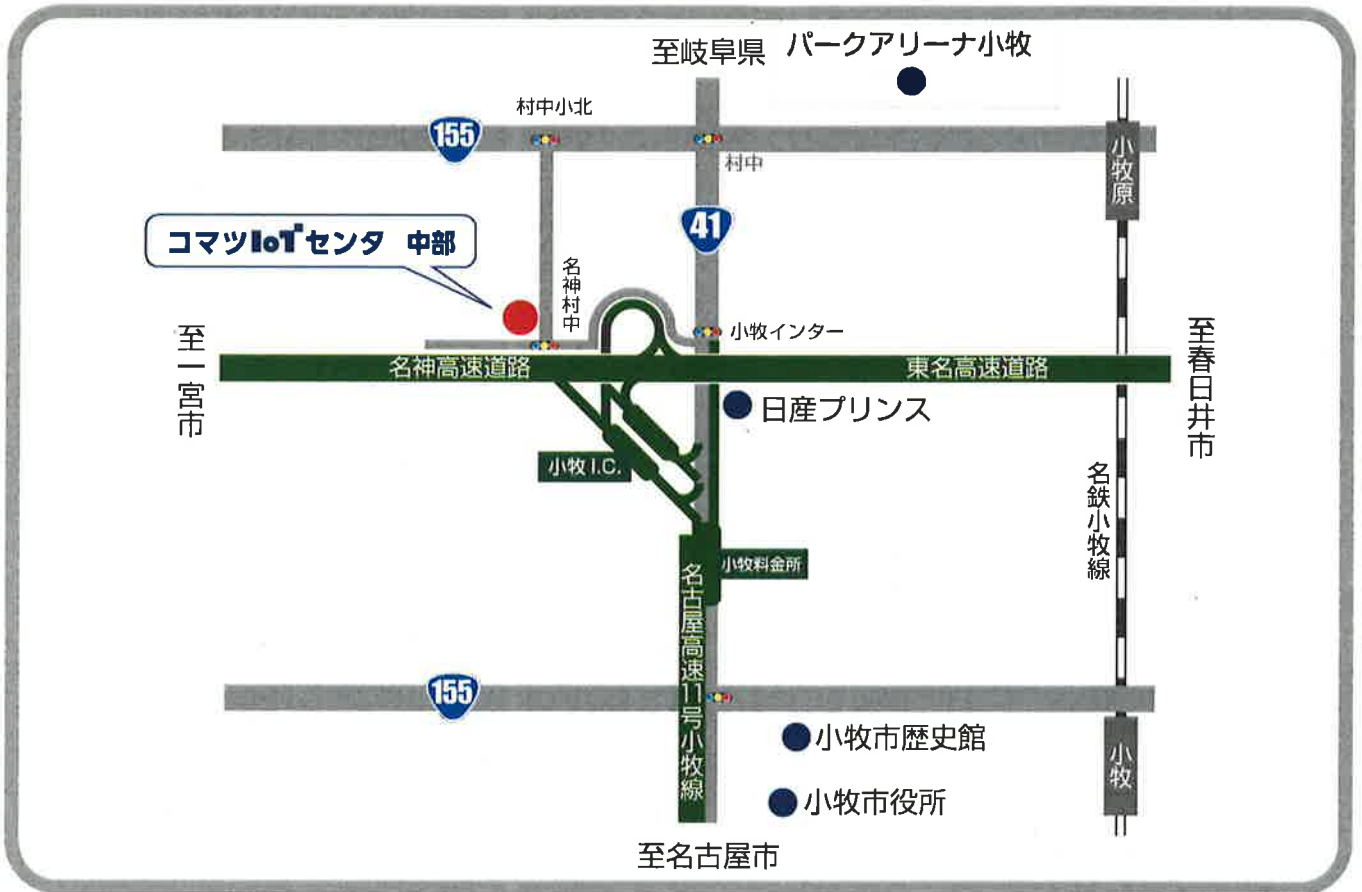 至岐阜県
パークアリーナ小牧
村中小北
155
村中
小牧原
41
コマツIoTセンタ 中部
名神村中
小牧インター
至一宮市
名神高速道路
東名高速道路
至春日井市
日産プリンス
小牧 I.C.
名鉄小牧線
小牧料金所
名古屋高速11号小牧線
155
小牧市歴史館
小牧
小牧市役所
至名古屋市